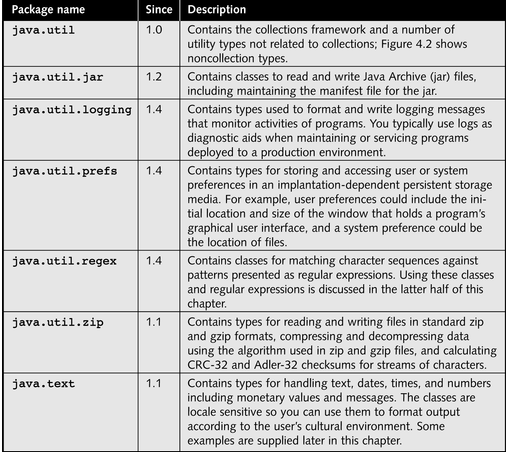 Package name Since Description
java.util 1.0 Contains the collections framework and a number of
utility types not related to collections; Figure 4.2 shows
noncollection types.
java.util.jar 1.2 Contains classes to read and write Java Archive (jar) files,
including maintaining the manifest file for the jar.
java.util.logging 1.4 Contains types used to format and write logging messages
that monitor activities of programs. You typically use logs as
diagnostic aids when maintaining or servicing programs
deployed to a production environment.
java.util.prefs 1.4 Contains types for storing and accessing user or system
preferences in an implantation-dependent persistent storage
media. For example, user preferences could include the ini-
tial location and size of the window that holds a program's
graphical user interface, and a system preference could be
the location of files.
java.util.regex 1.4 Contains classes for matching character sequences against
patterns presented as regular expressions. Using these classes
and regular expressions is discussed in the latter half of this
chapter.
java.util.zip 1.1 Contains types for reading and writing files in standard zip
and gzip formats, compressing and decompressing data
using the algorithm used in zip and gzip files, and calculating
CRC-32 and Adler-32 checksums for streams of characters.
java.text 1.1 Contains types for handling text, dates, times, and numbers
including monetary values and messages. The classes are
locale sensitive so you can use them to format output
according to the user's cultural environment. Some
examples are supplied later in this chapter.